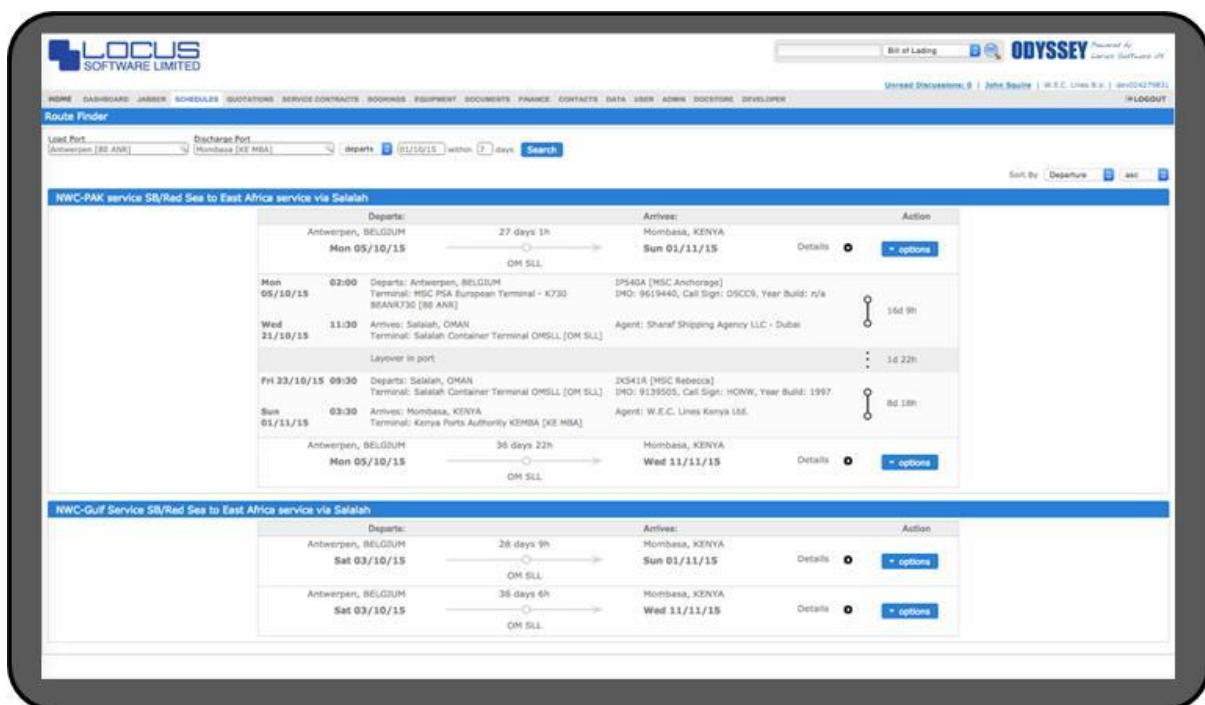 LOCUS
SOFTWARE LIMITED
Bill of Lading
ODYSSEY Powered by Locus Software UK
Unread Discussions: 0 | John Squire | W.E.C. Lines B.V. |
HOME DASHBOARD JABBER SCHEDULES QUOTATIONS SERVICE CONTRACTS BOOKINGS EQUIPMENT DOCUMENTS FINANCE CONTACTS DATA USER ADMIN DOCSTORE DEVELOPER LOGOUT
Route Finder
Load Port Discharge Port
Antwerpen [BE ANR] Mombasa [KE MBA] departs 01/10/15 within 7 days Search
Sort By Departure asc
NWC-PAK service SB/Red Sea to East Africa service via Salalah
Departs: Arrives: Action
Antwerpen, BELGIUM 27 days 1h Mombasa, KENYA
Mon 05/10/15 Sun 01/11/15 Details options
OM SLL
Mon 02:00 Departs: Antwerpen, BELGIUM IP540A [MSC Anchorage]
05/10/15 Terminal: MSC PSA European Terminal - K730 IMO: 9619440, Call Sign: D5CC9, Year Build: n/a
BEANR730 [BE ANR] 16d 9h
Wed 11:30 Arrives: Salalah, OMAN Agent: Sharaf Shipping Agency LLC - Dubai
21/10/15 Terminal: Salalah Container Terminal OMSLL [OM SLL]
Layover in port 1d 22h
Fri 23/10/15 09:30 Departs: Salalah, OMAN JX541R [MSC Rebecca]
Terminal: Salalah Container Terminal OMSLL [OM SLL] IMO: 9139505, Call Sign: HONW, Year Build: 1997
8d 18h
Sun 03:30 Arrives: Mombasa, KENYA Agent: W.E.C. Lines Kenya Ltd.
01/11/15 Terminal: Kenya Ports Authority KEMBA [KE MBA]
Antwerpen, BELGIUM 36 days 22h Mombasa, KENYA
Mon 05/10/15 Wed 11/11/15 Details options
OM SLL
NWC-Gulf Service SB/Red Sea to East Africa service via Salalah
Departs: Arrives: Action
Antwerpen, BELGIUM 28 days 9h Mombasa, KENYA
Sat 03/10/15 Sun 01/11/15 Details options
OM SLL
Antwerpen, BELGIUM 38 days 6h Mombasa, KENYA
Sat 03/10/15 Wed 11/11/15 Details options
OM SLL